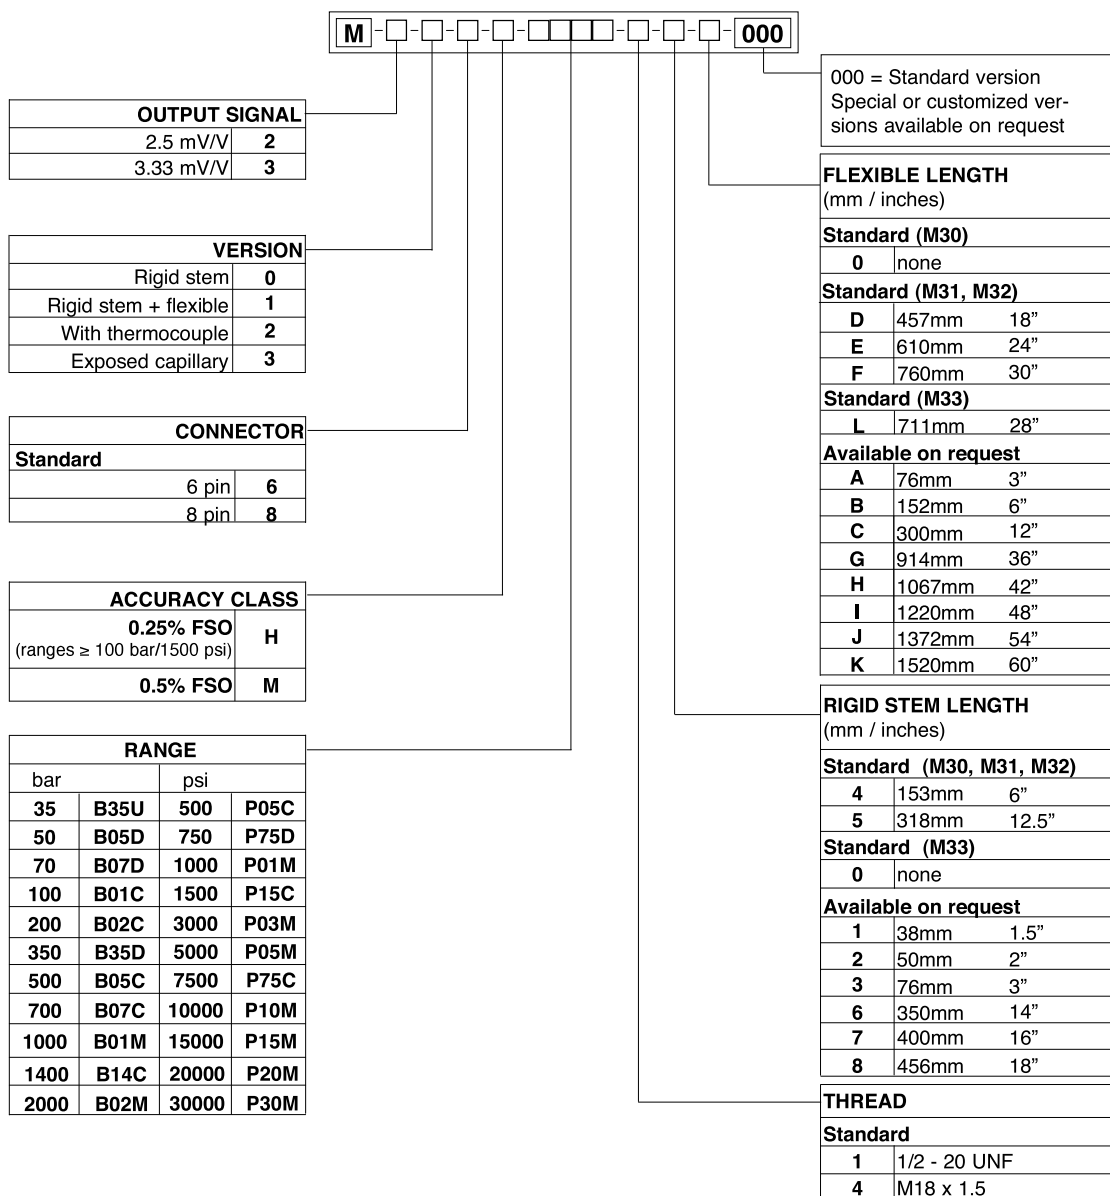 M - - - - - - - - 000
000 = Standard version
Special or customized ver-
sions available on request
OUTPUT SIGNAL
2.5 mV/V 2
3.33 mV/V 3
VERSION
Rigid stem 0
Rigid stem + flexible 1
With thermocouple 2
Exposed capillary 3
CONNECTOR
Standard
6 pin 6
8 pin 8
ACCURACY CLASS
0.25% FSO
(ranges ≥ 100 bar/1500 psi) H
0.5% FSO M
RANGE
bar psi
35 B35U 500 P05C
50 B05D 750 P75D
70 B07D 1000 P01M
100 B01C 1500 P15C
200 B02C 3000 P03M
350 B35D 5000 P05M
500 B05C 7500 P75C
700 B07C 10000 P10M
1000 B01M 15000 P15M
1400 B14C 20000 P20M
2000 B02M 30000 P30M
FLEXIBLE LENGTH
(mm / inches)
Standard (M30)
0 none
Standard (M31, M32)
D 457mm 18”
E 610mm 24”
F 760mm 30”
Standard (M33)
L 711mm 28”
Available on request
A 76mm 3”
B 152mm 6”
C 300mm 12”
G 914mm 36”
H 1067mm 42”
I 1220mm 48”
J 1372mm 54”
K 1520mm 60”
RIGID STEM LENGTH
(mm / inches)
Standard (M30, M31, M32)
4 153mm 6”
5 318mm 12.5”
Standard (M33)
0 none
Available on request
1 38mm 1.5”
2 50mm 2”
3 76mm 3”
6 350mm 14”
7 400mm 16”
8 456mm 18”
THREAD
Standard
1 1/2 - 20 UNF
4 M18 x 1.5